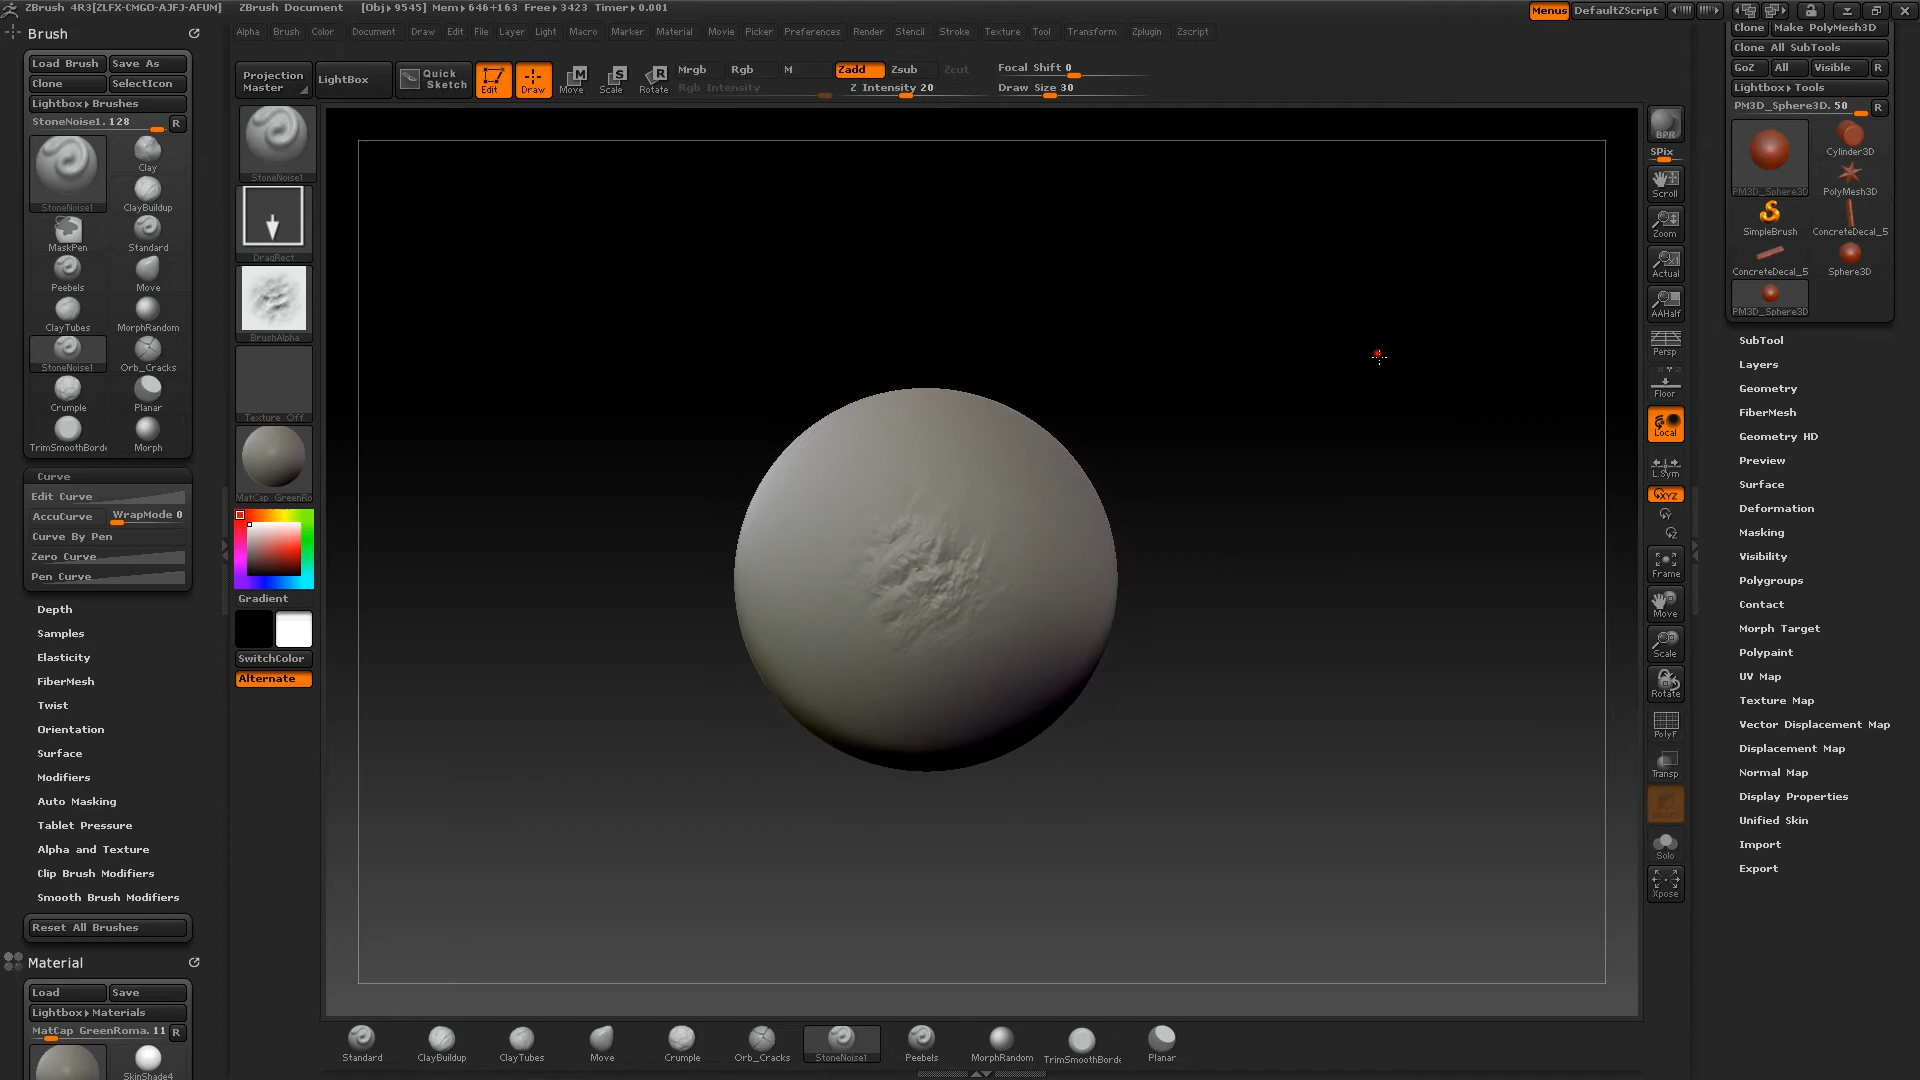 ZBrush 4R3[ZLFX-CMGO-AJFJ-AFUM] ZBrush Document [Obj▸9545] Mem▸646+163 Free▸3423 Timer▸0.001 Menus DefaultZScript
Brush
Alpha Brush Color Document Draw Edit File Layer Light Macro Marker Material Movie Picker Preferences Render Stencil Stroke Texture Tool Transform Zplugin Zscript
Clone Make PolyMesh3D
Clone All SubTools
Load Brush Save As
Clone SelectIcon
Lightbox▸Brushes
StoneNoise1. 128 R
Projection Master
LightBox
Quick Sketch
Edit Draw Move Scale Rotate
Mrgb Rgb M Zadd Zsub Zcut
Rgb Intensity Z Intensity 20
Focal Shift 0
Draw Size 30
GoZ All Visible R
Lightbox▸Tools
PM3D_Sphere3D. 50 R
StoneNoise1
Clay
ClayBuildup
MaskPen
Standard
Peebels
Move
ClayTubes
MorphRandom
StoneNoise1
Orb_Cracks
Crumple
Planar
TrimSmoothBorde
Morph
Curve
Edit Curve
AccuCurve WrapMode 0
Curve By Pen
Zero Curve
Pen Curve
Depth
Samples
Elasticity
FiberMesh
Twist
Orientation
Surface
Modifiers
Auto Masking
Tablet Pressure
Alpha and Texture
Clip Brush Modifiers
Smooth Brush Modifiers
Reset All Brushes
Material
Load Save
Lightbox▸Materials
MatCap GreenRoma. 11 R
SkinShade4
StoneNoise1
DragRect
BrushAlpha
Texture Off
MatCap GreenRo
Gradient
SwitchColor
Alternate
Standard ClayBuildup ClayTubes Move Crumple Orb_Cracks StoneNoise1 Peebels MorphRandom TrimSmoothBorde Planar
BPR
SPix
Scroll
Zoom
Actual
AAHalf
Persp
Floor
Local
L.Sym
XYZ
Frame
Move
Scale
Rotate
PolyF
Transp
Solo
Xpose
PM3D_Sphere3D
Cylinder3D
PolyMesh3D
SimpleBrush
ConcreteDecal_5
ConcreteDecal_5
Sphere3D
PM3D_Sphere3D
SubTool
Layers
Geometry
FiberMesh
Geometry HD
Preview
Surface
Deformation
Masking
Visibility
Polygroups
Contact
Morph Target
Polypaint
UV Map
Texture Map
Vector Displacement Map
Displacement Map
Normal Map
Display Properties
Unified Skin
Import
Export